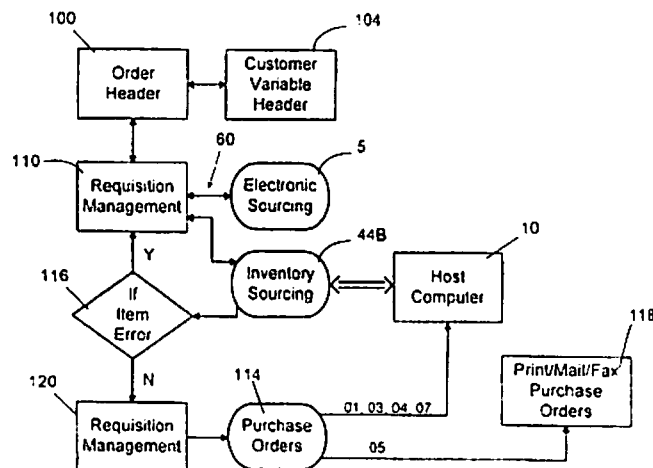 100
104
Order
Header
Customer
Variable
Header
110
60
5
Requisition
Management
Electronic
Sourcing
44B
10
Y
116
If
Item
Error
Inventory
Sourcing
Host
Computer
118
N
120
114
Print/Mail/Fax
Purchase
Orders
Requisition
Management
Purchase
Orders
01, 03, 04, 07
05